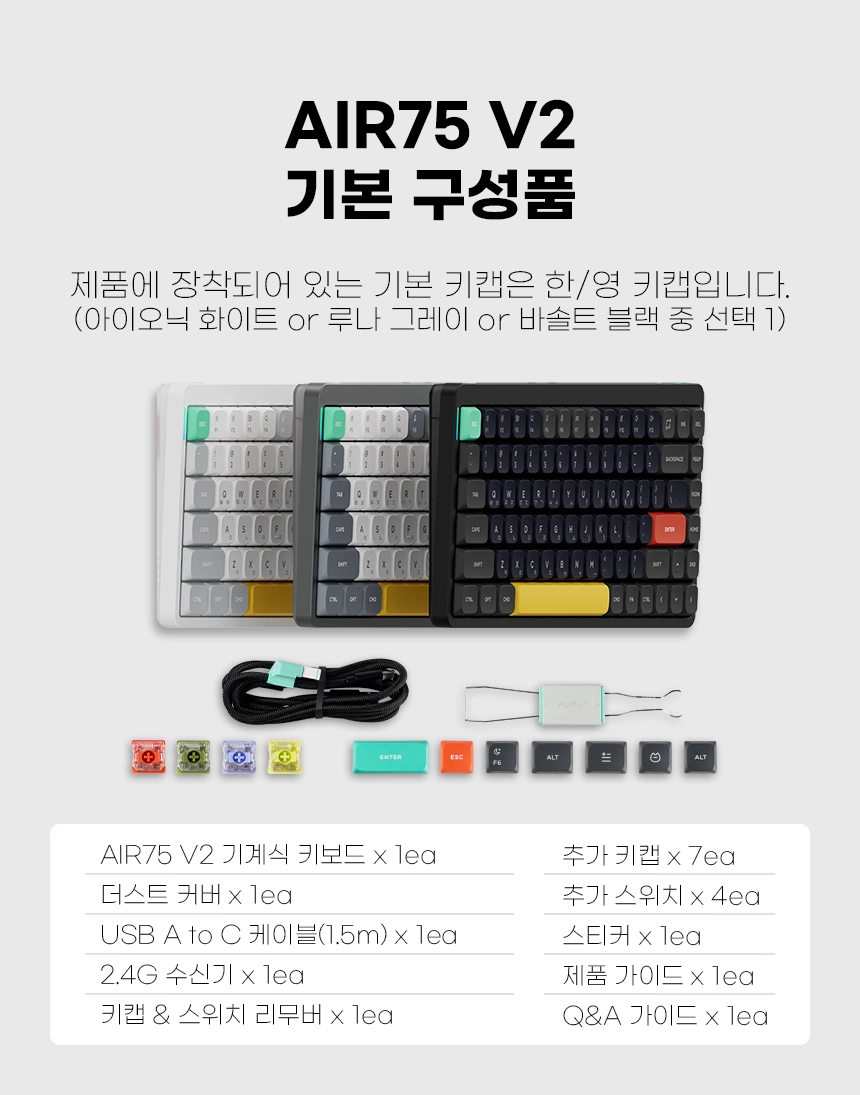 AIR75 V2
기본 구성품
제품에 장착되어 있는 기본 키캡은 한/영 키캡입니다.
(아이오닉 화이트 or 루나 그레이 or 바솔트 블랙 중 선택 1)
ENTER
ESC
F6
ALT
ALT
AIR75 V2 기계식 키보드 x 1ea
더스트 커버 x 1ea
USB A to C 케이블(1.5m) x 1ea
2.4G 수신기 x 1ea
키캡 & 스위치 리무버 x 1ea
추가 키캡 x 7ea
추가 스위치 x 4ea
스티커 x 1ea
제품 가이드 x 1ea
Q&A 가이드 x 1ea